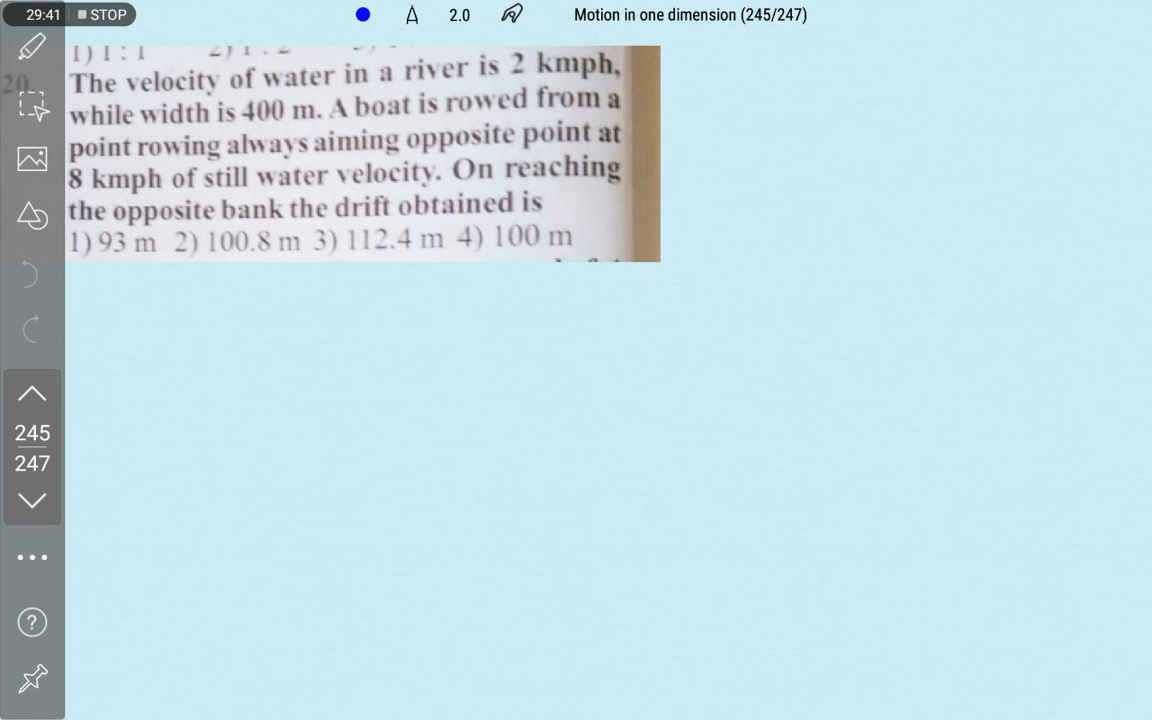 29:41 STOP 2.0 Motion in one dimension (245/247)
1) 1 : 1
20.
The velocity of water in a river is 2 kmph,
while width is 400 m. A boat is rowed from a
point rowing always aiming opposite point at
8 kmph of still water velocity. On reaching
the opposite bank the drift obtained is
1) 93 m 2) 100.8 m 3) 112.4 m 4) 100 m
245
247
?